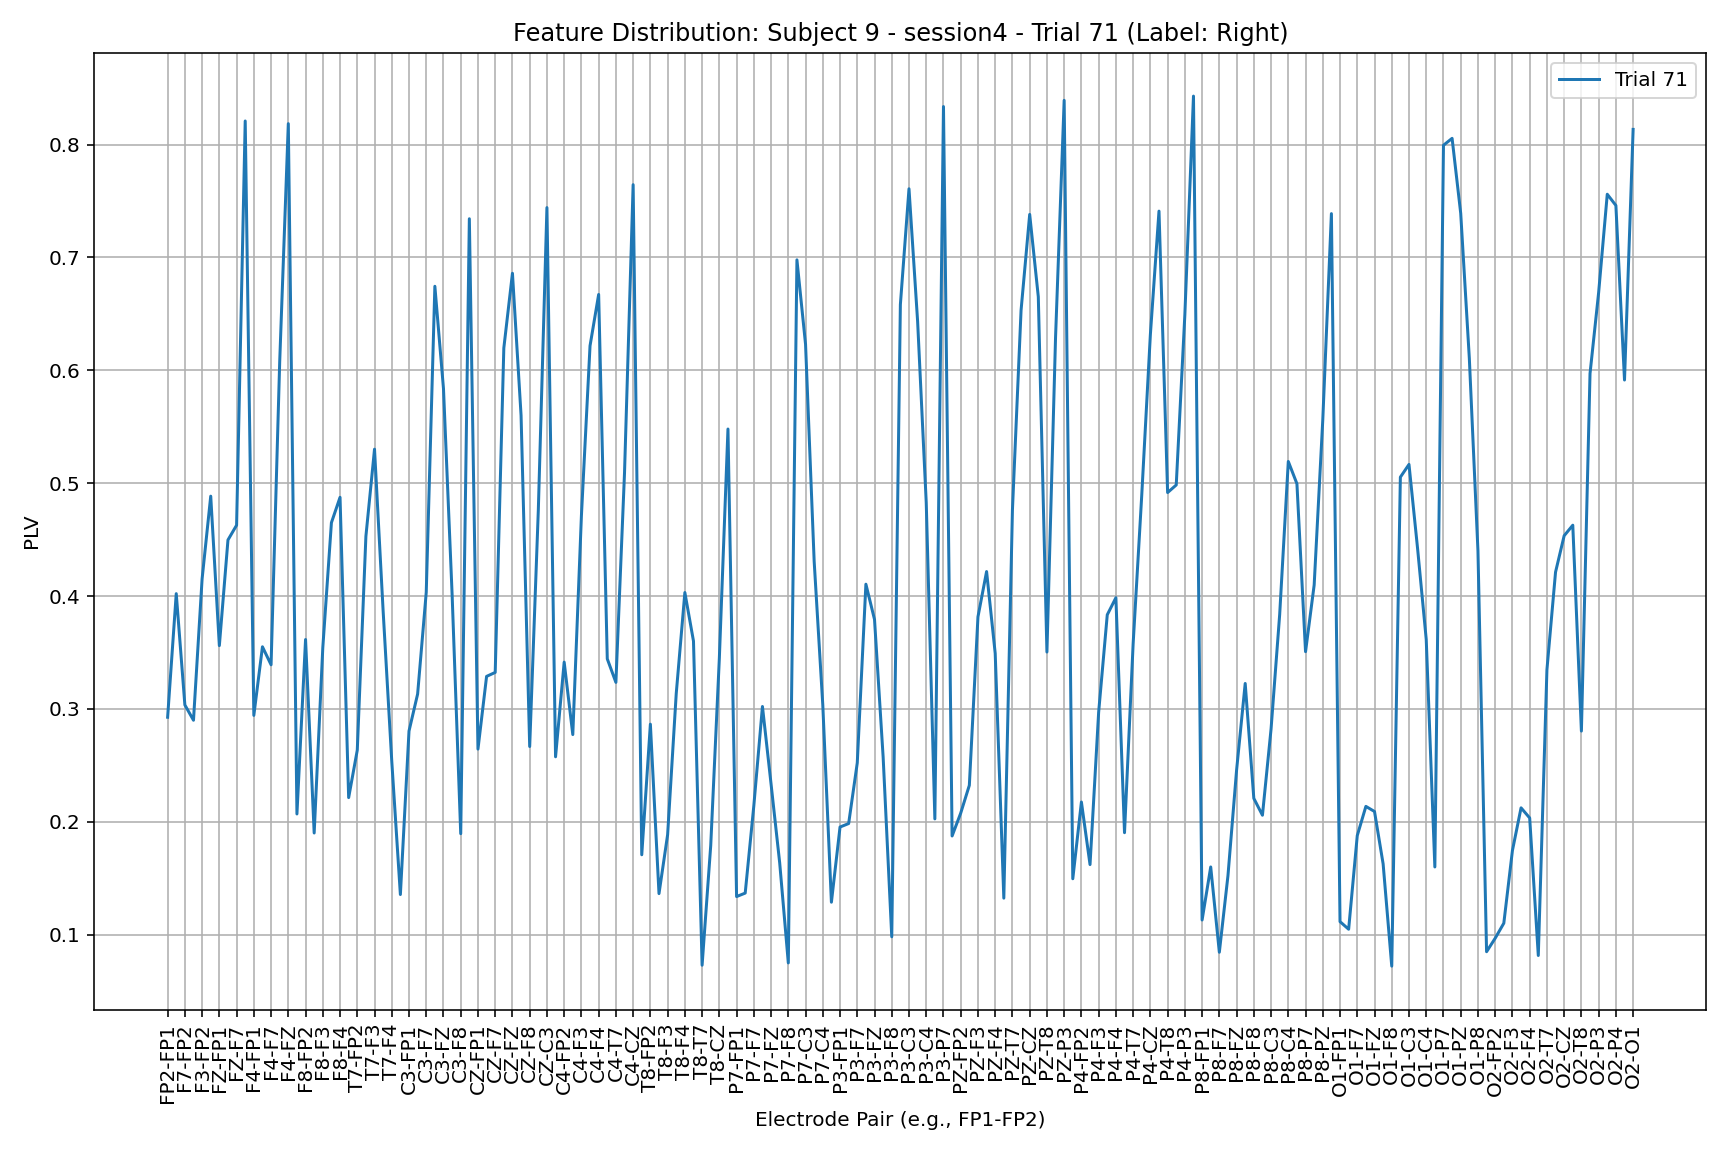 Feature Distribution: Subject 9 - session4 - Trial 71 (Label: Right)
Trial 71
0.8
0.7
0.6
0.5
0.4
0.3
0.2
0.1
PLV
FP2-FP1
F7-FP2
F3-FP2
FZ-FP1
FZ-F7
F4-FP1
F4-F7
F4-FZ
F8-FP2
F8-F3
F8-F4
T7-FP2
T7-F3
T7-F4
C3-FP1
C3-F7
C3-FZ
C3-F8
CZ-FP1
CZ-F7
CZ-FZ
CZ-F8
CZ-C3
C4-FP2
C4-F3
C4-F4
C4-T7
C4-CZ
T8-FP2
T8-F3
T8-F4
T8-T7
T8-CZ
P7-FP1
P7-F7
P7-FZ
P7-F8
P7-C3
P7-C4
P3-FP1
P3-F7
P3-FZ
P3-F8
P3-C3
P3-C4
P3-P7
PZ-FP2
PZ-F3
PZ-F4
PZ-T7
PZ-CZ
PZ-T8
PZ-P3
P4-FP2
P4-F3
P4-F4
P4-T7
P4-CZ
P4-T8
P4-P3
P8-FP1
P8-F7
P8-FZ
P8-F8
P8-C3
P8-C4
P8-P7
P8-PZ
O1-FP1
O1-F7
O1-FZ
O1-F8
O1-C3
O1-C4
O1-P7
O1-PZ
O1-P8
O2-FP2
O2-F3
O2-F4
O2-T7
O2-CZ
O2-T8
O2-P3
O2-P4
O2-O1
Electrode Pair (e.g., FP1-FP2)